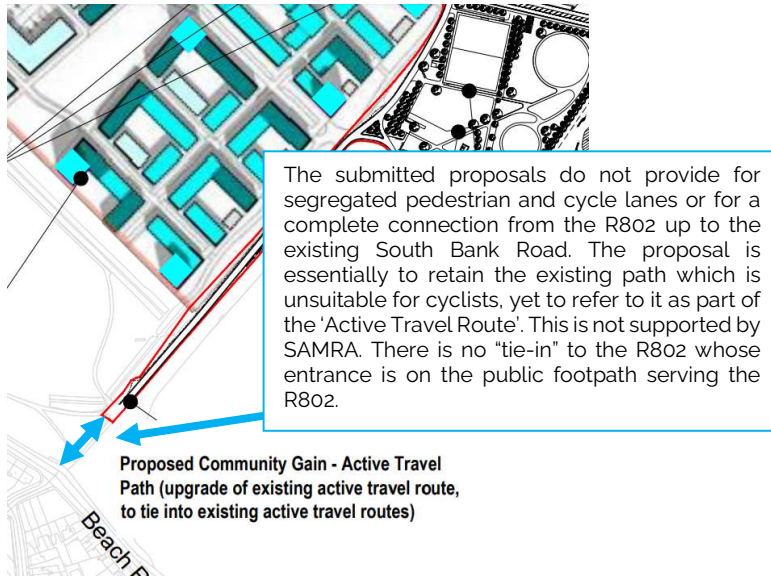 The submitted proposals do not provide for
segregated pedestrian and cycle lanes or for a
complete connection from the R802 up to the
existing South Bank Road. The proposal is
essentially to retain the existing path which is
unsuitable for cyclists, yet to refer to it as part of
the ‘Active Travel Route’. This is not supported by
SAMRA. There is no “tie-in” to the R802 whose
entrance is on the public footpath serving the
R802.
Proposed Community Gain - Active Travel
Path (upgrade of existing active travel route,
to tie into existing active travel routes)
Beach